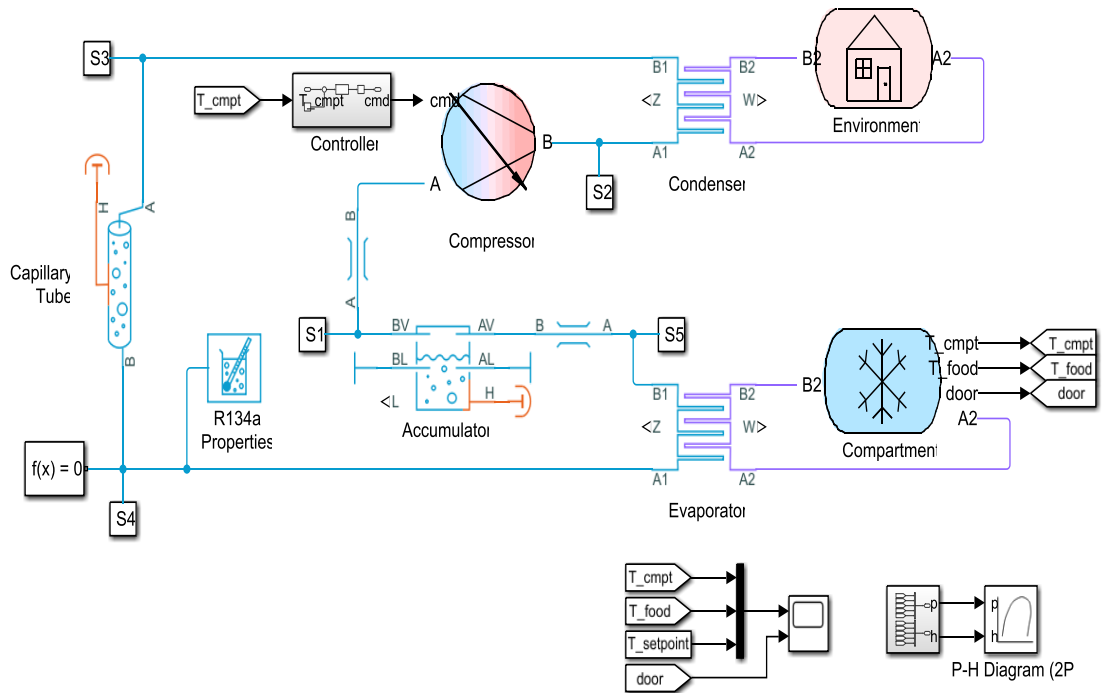 S3
B1
B2
B2
A2
T_cmpt
T_cmpt
cmd
cmd
<Z
W>
Environmen
Controller
B
A1
A2
Condenser
S2
A
H
A
B
Compressor
Capillary
Tube
A
B
S1
BV
AV
B
A
S5
T_cmpt
T_cmpt
BL
AL
T_food
T_food
B1
B2
B2
door
door
<L
H
A2
R134a
Properties
Accumulator
<Z
W>
Compartment
f(x) = 0
A1
A2
S4
Evaporator
T_cmpt
T_food
p
p
T_setpoint
h
h
door
P-H Diagram (2P